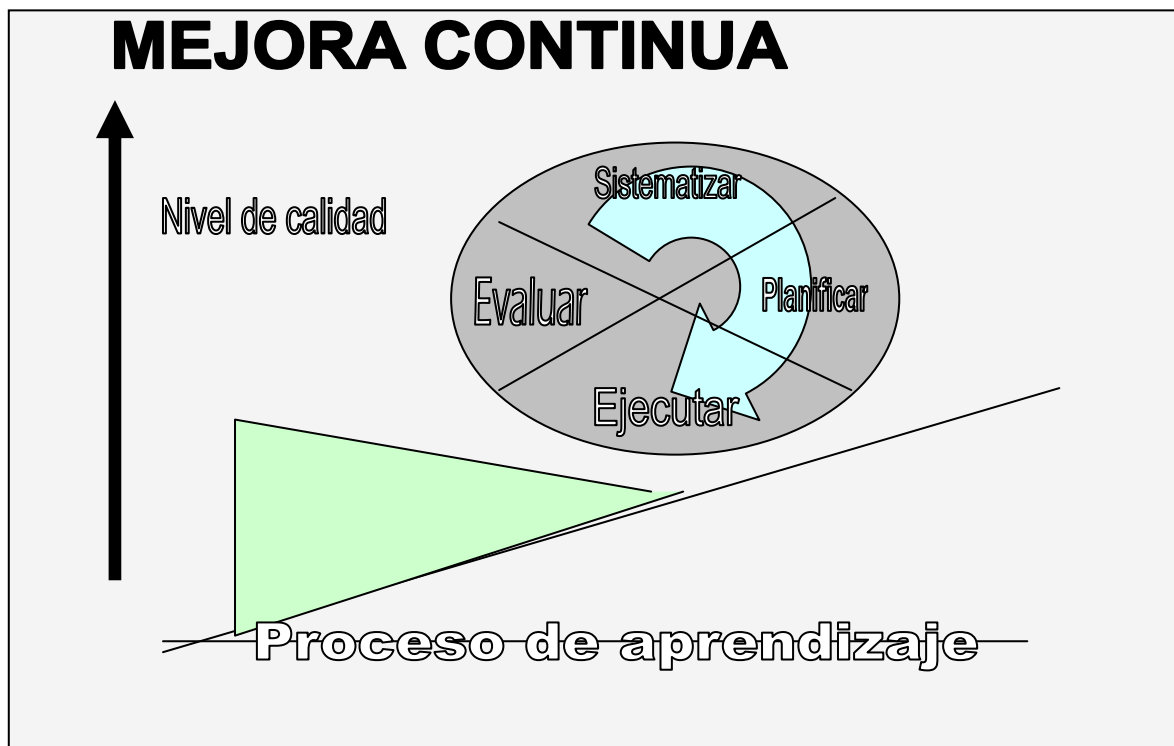 MEJORA CONTINUA
Sistematizar
Nivel de calidad
Evaluar
Planificar
Ejecutar
Proceso de aprendizaje